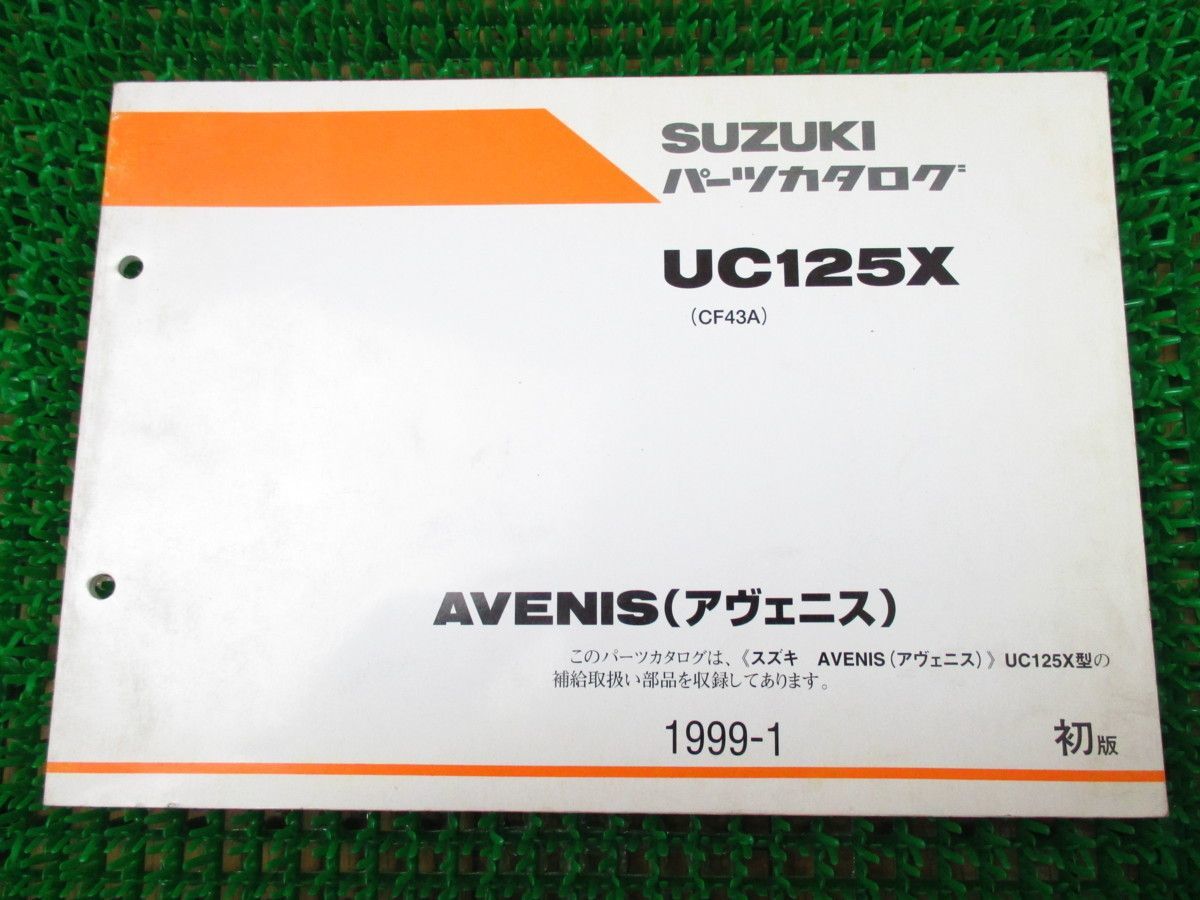 SUZUKI
パーツカタログ
UC125X
(CF43A)
AVENIS(アヴェニス)
このパーツカタログは、《スズキ AVENIS(アヴェニス)》UC125X型の
補給取扱い部品を収録してあります。
1999-1 初版